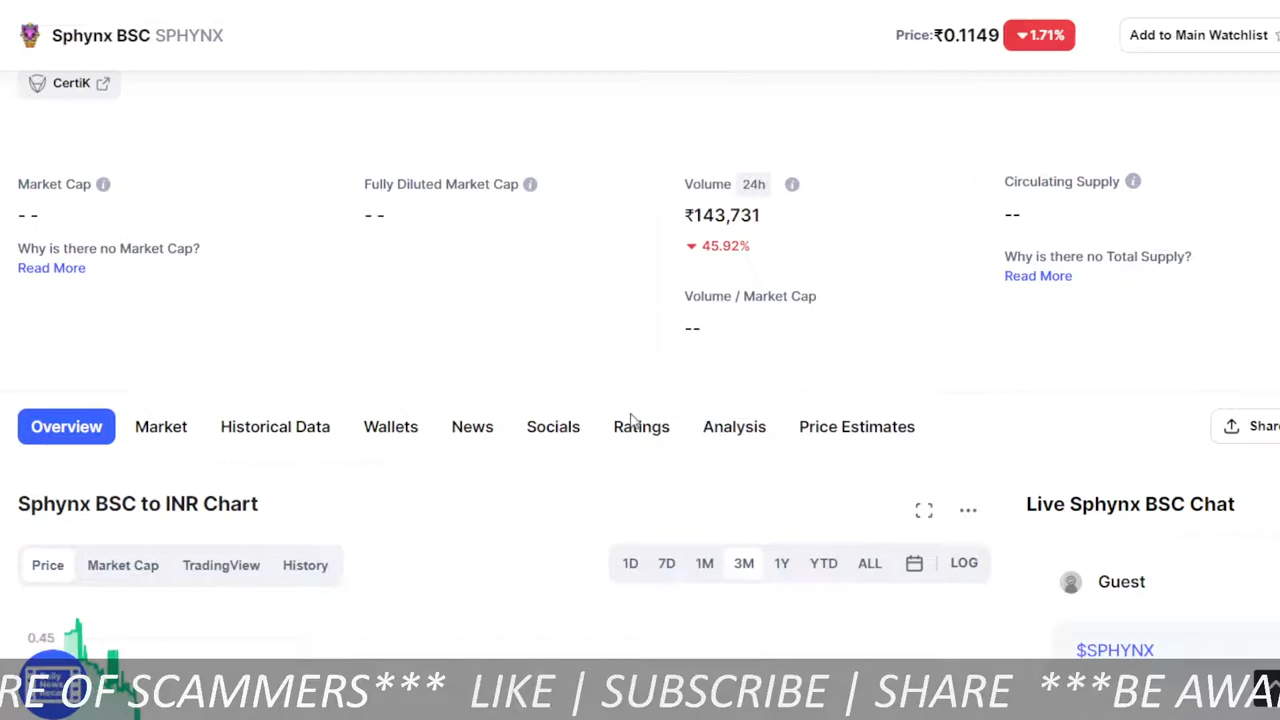 Sphynx BSC SPHYNX
Price:₹0.1149 1.71%
Add to Main Watchlist
CertiK
Market Cap
- -
Why is there no Market Cap?
Read More
Fully Diluted Market Cap
- -
Volume 24h
₹143,731
45.92%
Volume / Market Cap
--
Circulating Supply
--
Why is there no Total Supply?
Read More
Overview Market Historical Data Wallets News Socials Ratings Analysis Price Estimates
Shar
Sphynx BSC to INR Chart
Price Market Cap TradingView History
1D 7D 1M 3M 1Y YTD ALL LOG
0.45
Live Sphynx BSC Chat
Guest
$SPHYNX
RE OF SCAMMERS*** LIKE | SUBSCRIBE | SHARE ***BE AWA